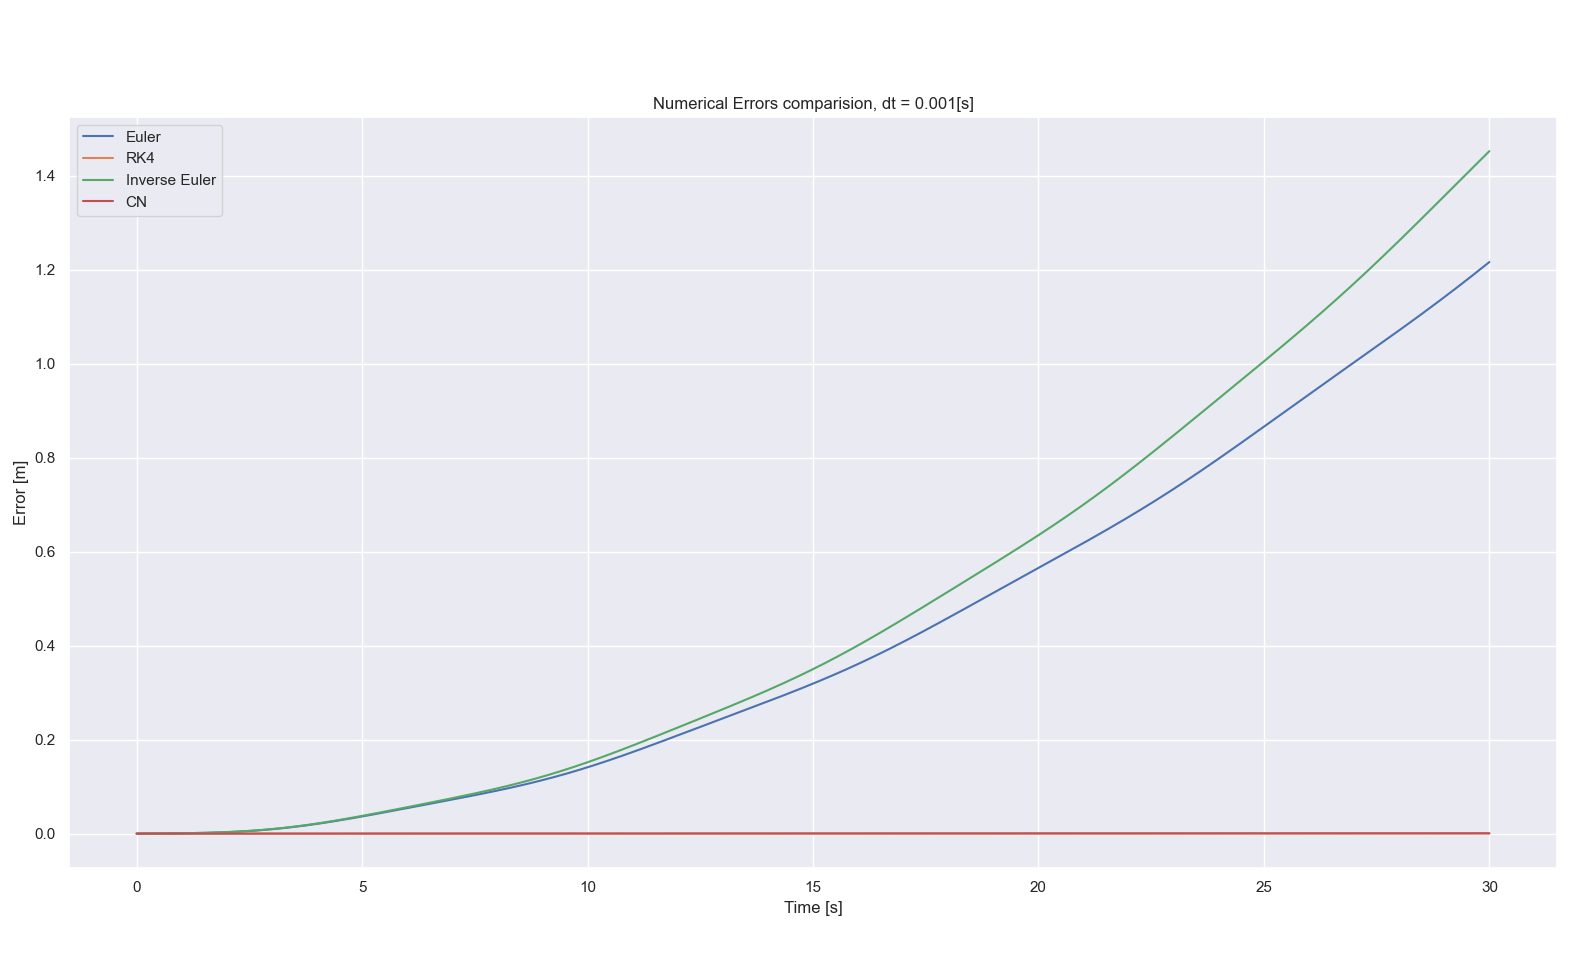 Numerical Errors comparision, dt = 0.001[s]
Euler
RK4
Inverse Euler
CN
1.4
1.2
1.0
0.8
0.6
0.4
0.2
0.0
Error [m]
0 5 10 15 20 25 30
Time [s]